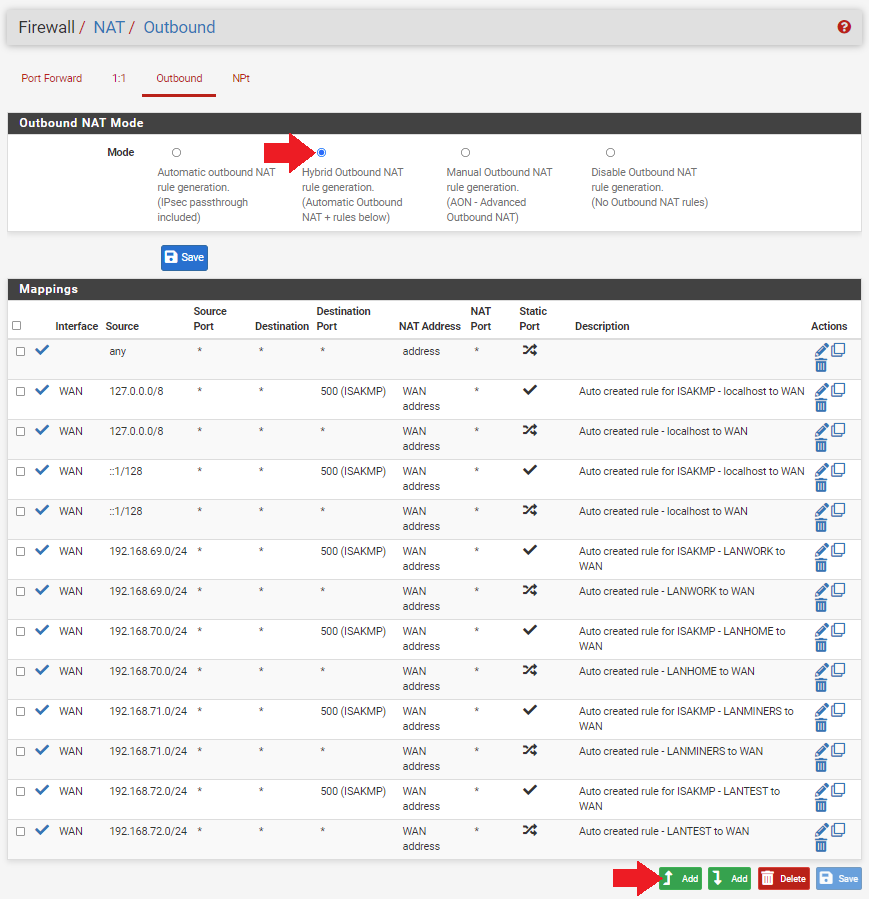 Firewall / NAT / Outbound
Port Forward 1:1 Outbound NPt
Outbound NAT Mode
Mode
Automatic outbound NAT
rule generation.
(IPsec passthrough
included)
Hybrid Outbound NAT
rule generation.
(Automatic Outbound
NAT + rules below)
Manual Outbound NAT
rule generation.
(AON - Advanced
Outbound NAT)
Disable Outbound NAT
rule generation.
(No Outbound NAT rules)
Save
Mappings
Interface Source Source Port Destination Destination Port NAT Address NAT Port Static Port Description Actions
any * * * address *
WAN 127.0.0.0/8 * * 500 (ISAKMP) WAN address * Auto created rule for ISAKMP - localhost to WAN
WAN 127.0.0.0/8 * * * WAN address * Auto created rule - localhost to WAN
WAN ::1/128 * * 500 (ISAKMP) WAN address * Auto created rule for ISAKMP - localhost to WAN
WAN ::1/128 * * * WAN address * Auto created rule - localhost to WAN
WAN 192.168.69.0/24 * * 500 (ISAKMP) WAN address * Auto created rule for ISAKMP - LANWORK to WAN
WAN 192.168.69.0/24 * * * WAN address * Auto created rule - LANWORK to WAN
WAN 192.168.70.0/24 * * 500 (ISAKMP) WAN address * Auto created rule for ISAKMP - LANHOME to WAN
WAN 192.168.70.0/24 * * * WAN address * Auto created rule - LANHOME to WAN
WAN 192.168.71.0/24 * * 500 (ISAKMP) WAN address * Auto created rule for ISAKMP - LANMINERS to WAN
WAN 192.168.71.0/24 * * * WAN address * Auto created rule - LANMINERS to WAN
WAN 192.168.72.0/24 * * 500 (ISAKMP) WAN address * Auto created rule for ISAKMP - LANTEST to WAN
WAN 192.168.72.0/24 * * * WAN address * Auto created rule - LANTEST to WAN
Add Add Delete Save